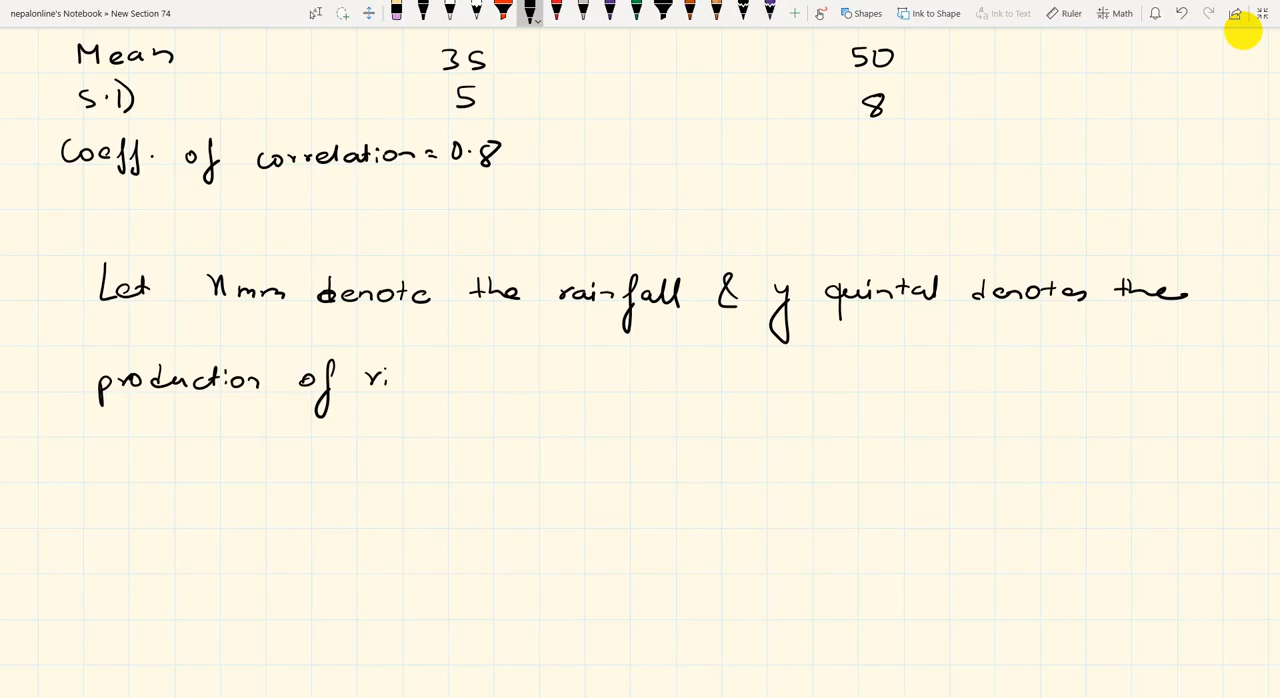 nepalonline's Notebook » New Section 74
Shapes Ink to Shape Ink to Text Ruler Math
Mean 35 50
S.D 5 8
Coeff. of correlation = 0.8
Let x mm denote the rainfall & y quintal denotes the
production of ri